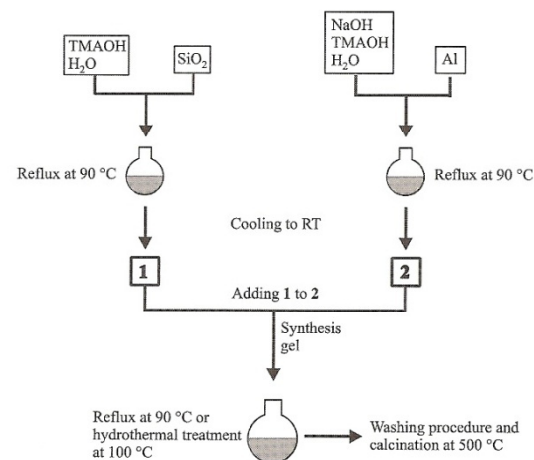 TMAOH
H₂O
SiO₂
NaOH
TMAOH
H₂O
Al
Reflux at 90 °C
Reflux at 90 °C
Cooling to RT
1
2
Adding 1 to 2
Synthesis
gel
Reflux at 90 °C or
hydrothermal treatment
at 100 °C
Washing procedure and
calcination at 500 °C